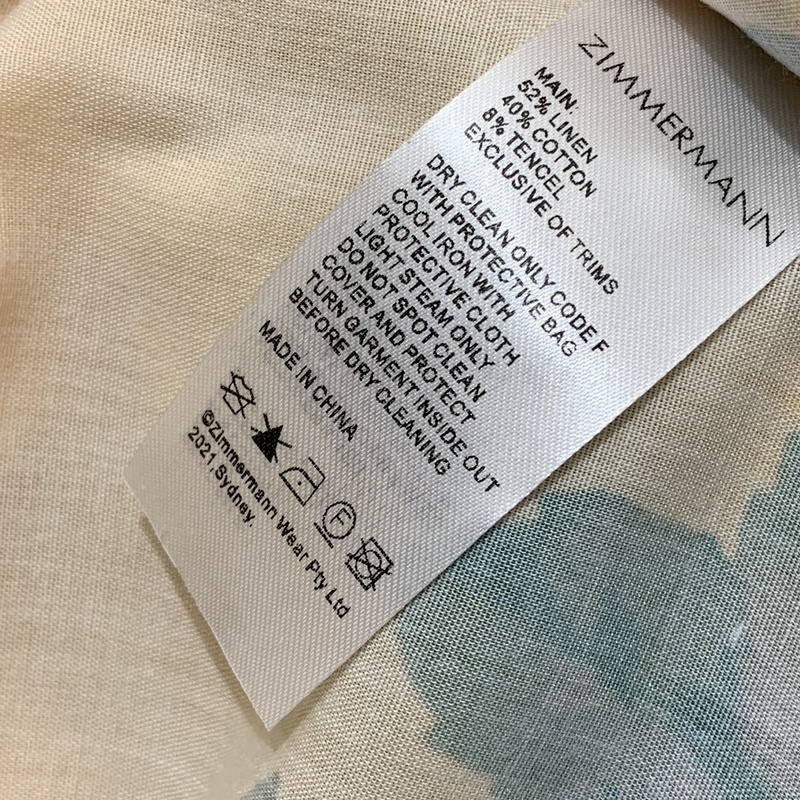 ZIMMERMANN
MAIN:
52% LINEN
40% COTTON
8% TENCEL
EXCLUSIVE OF TRIMS
DRY CLEAN ONLY CODE F
WITH PROTECTIVE BAG
COOL IRON WITH
PROTECTIVE CLOTH
LIGHT STEAM ONLY
DO NOT SPOT CLEAN
COVER AND PROTECT
TURN GARMENT INSIDE OUT
BEFORE DRY CLEANING
MADE IN CHINA
F
©Zimmermann Wear Pty Ltd
2021.Sydney.